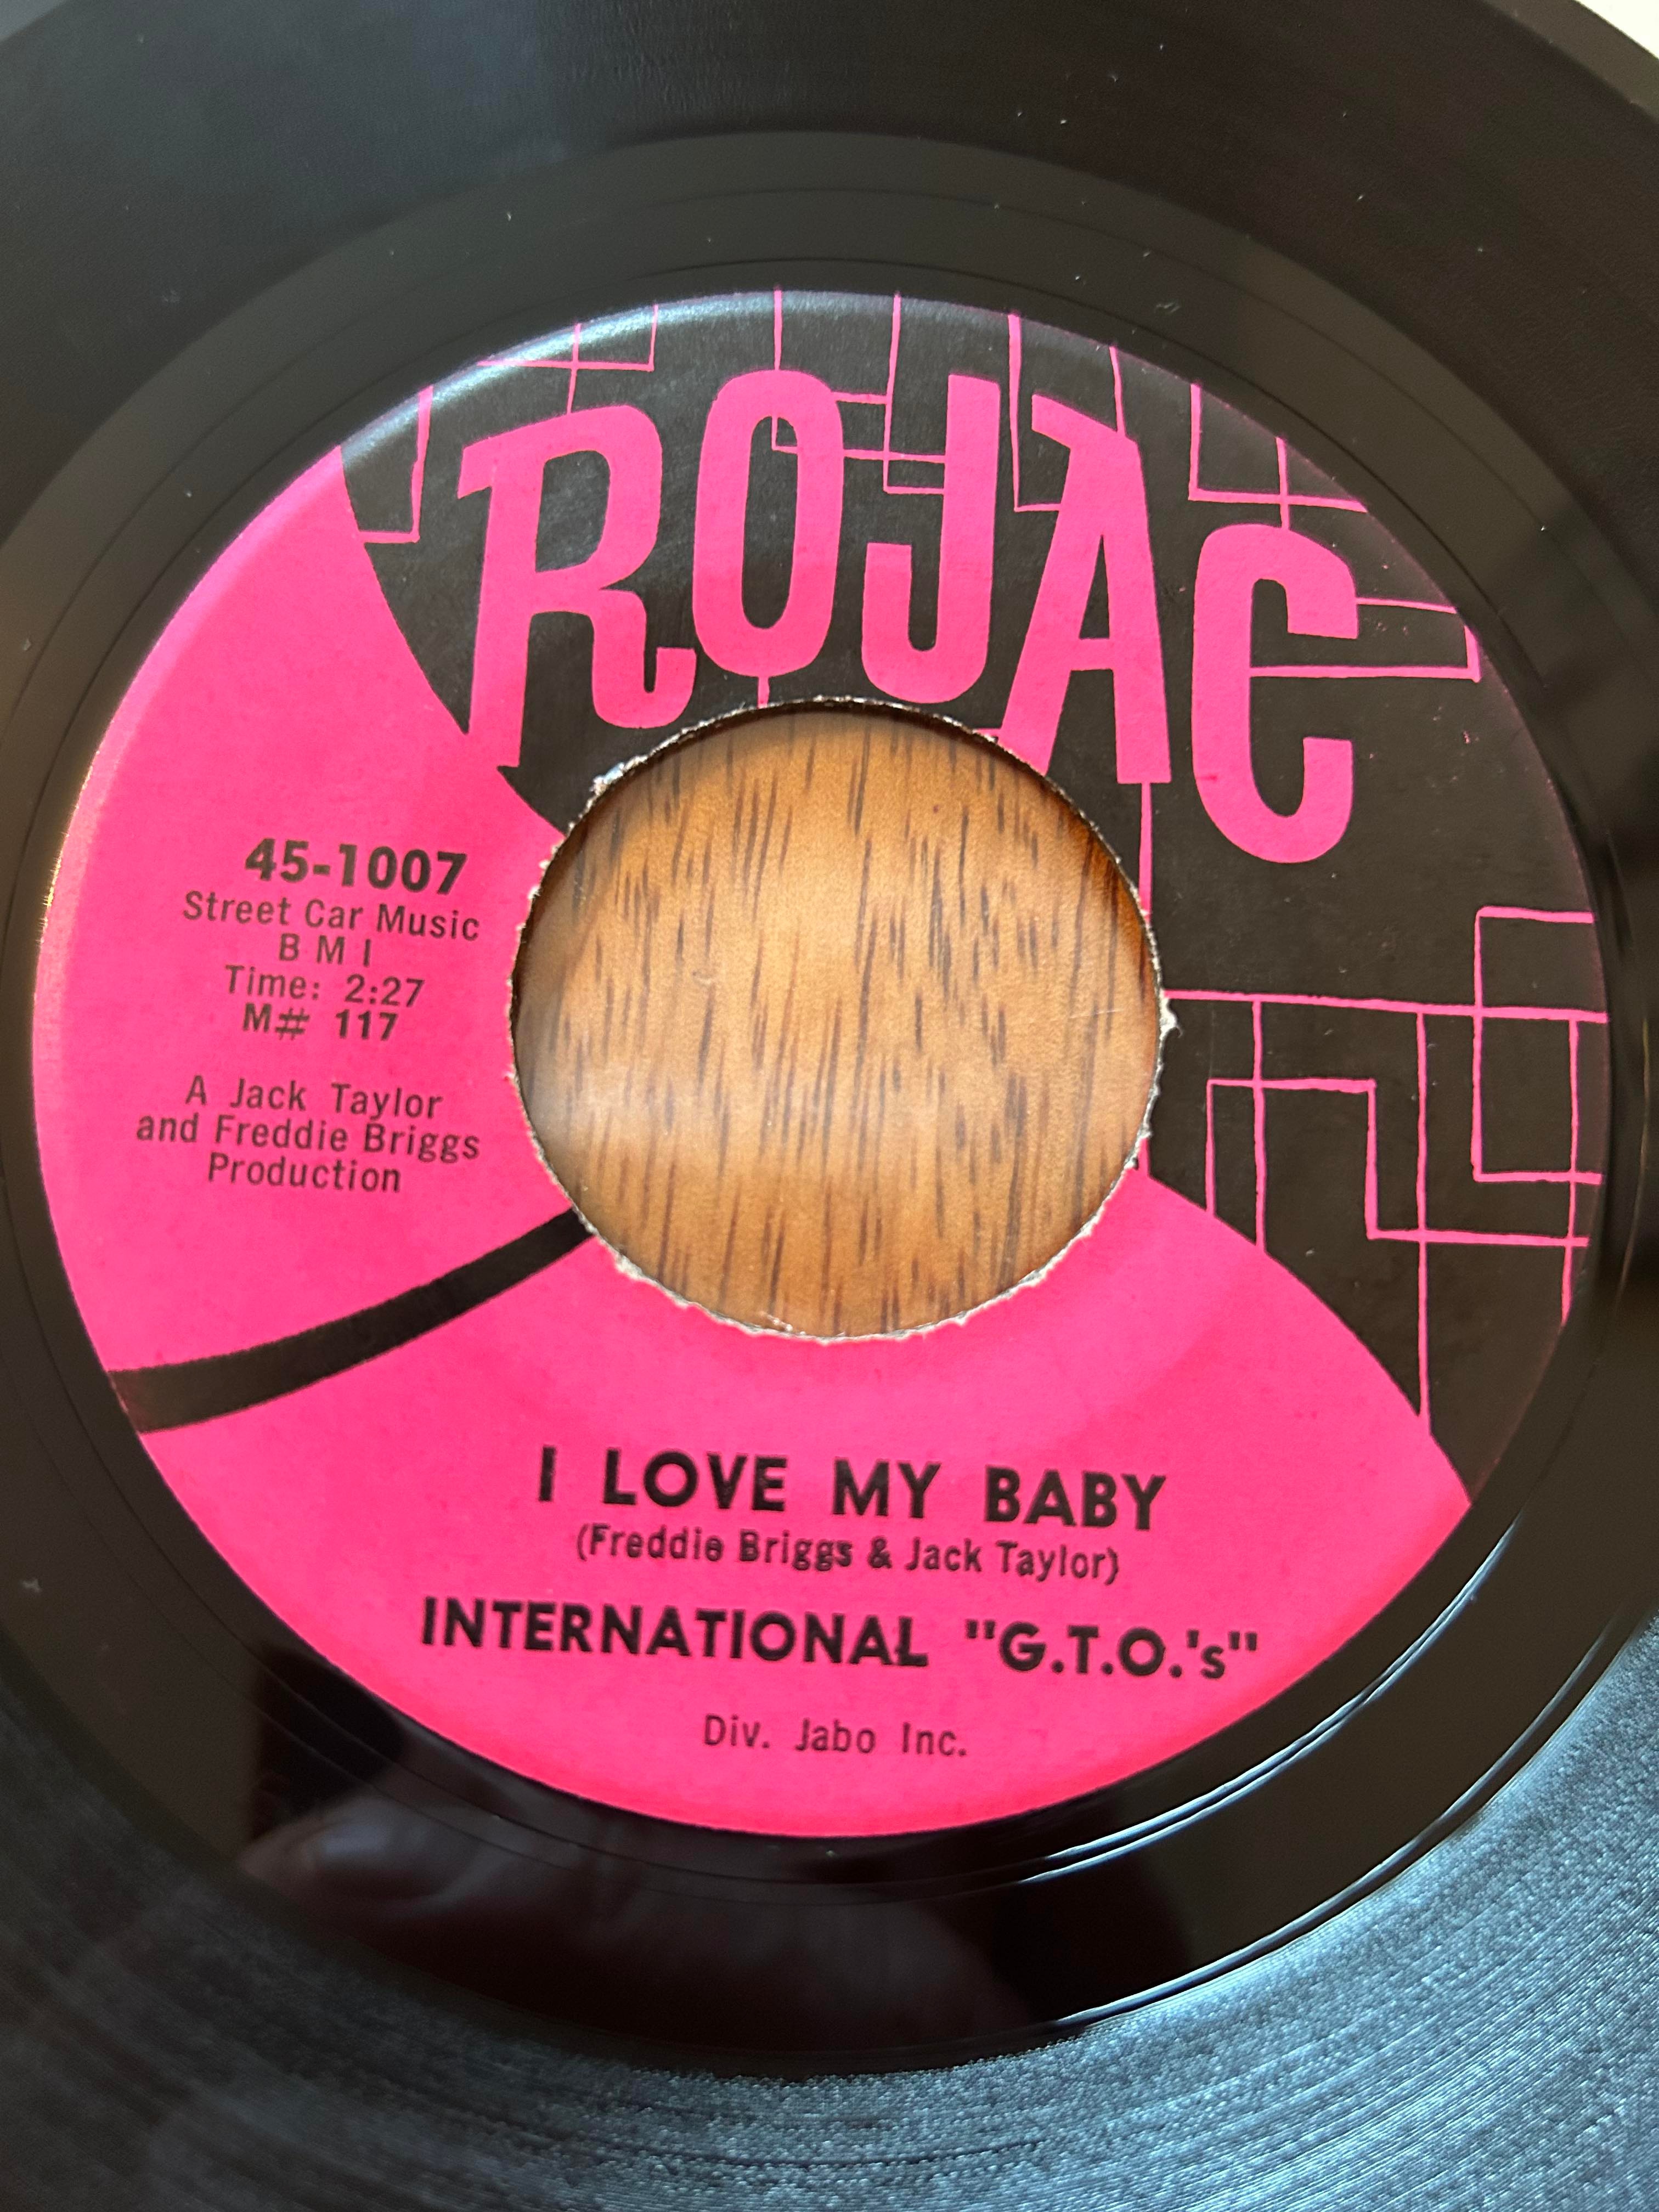 ROJAC
45-1007
Street Car Music
B M I
Time: 2:27
M# 117
A Jack Taylor
and Freddie Briggs
Production
I LOVE MY BABY
(Freddie Briggs & Jack Taylor)
INTERNATIONAL "G.T.O.'s"
Div. Jabo Inc.